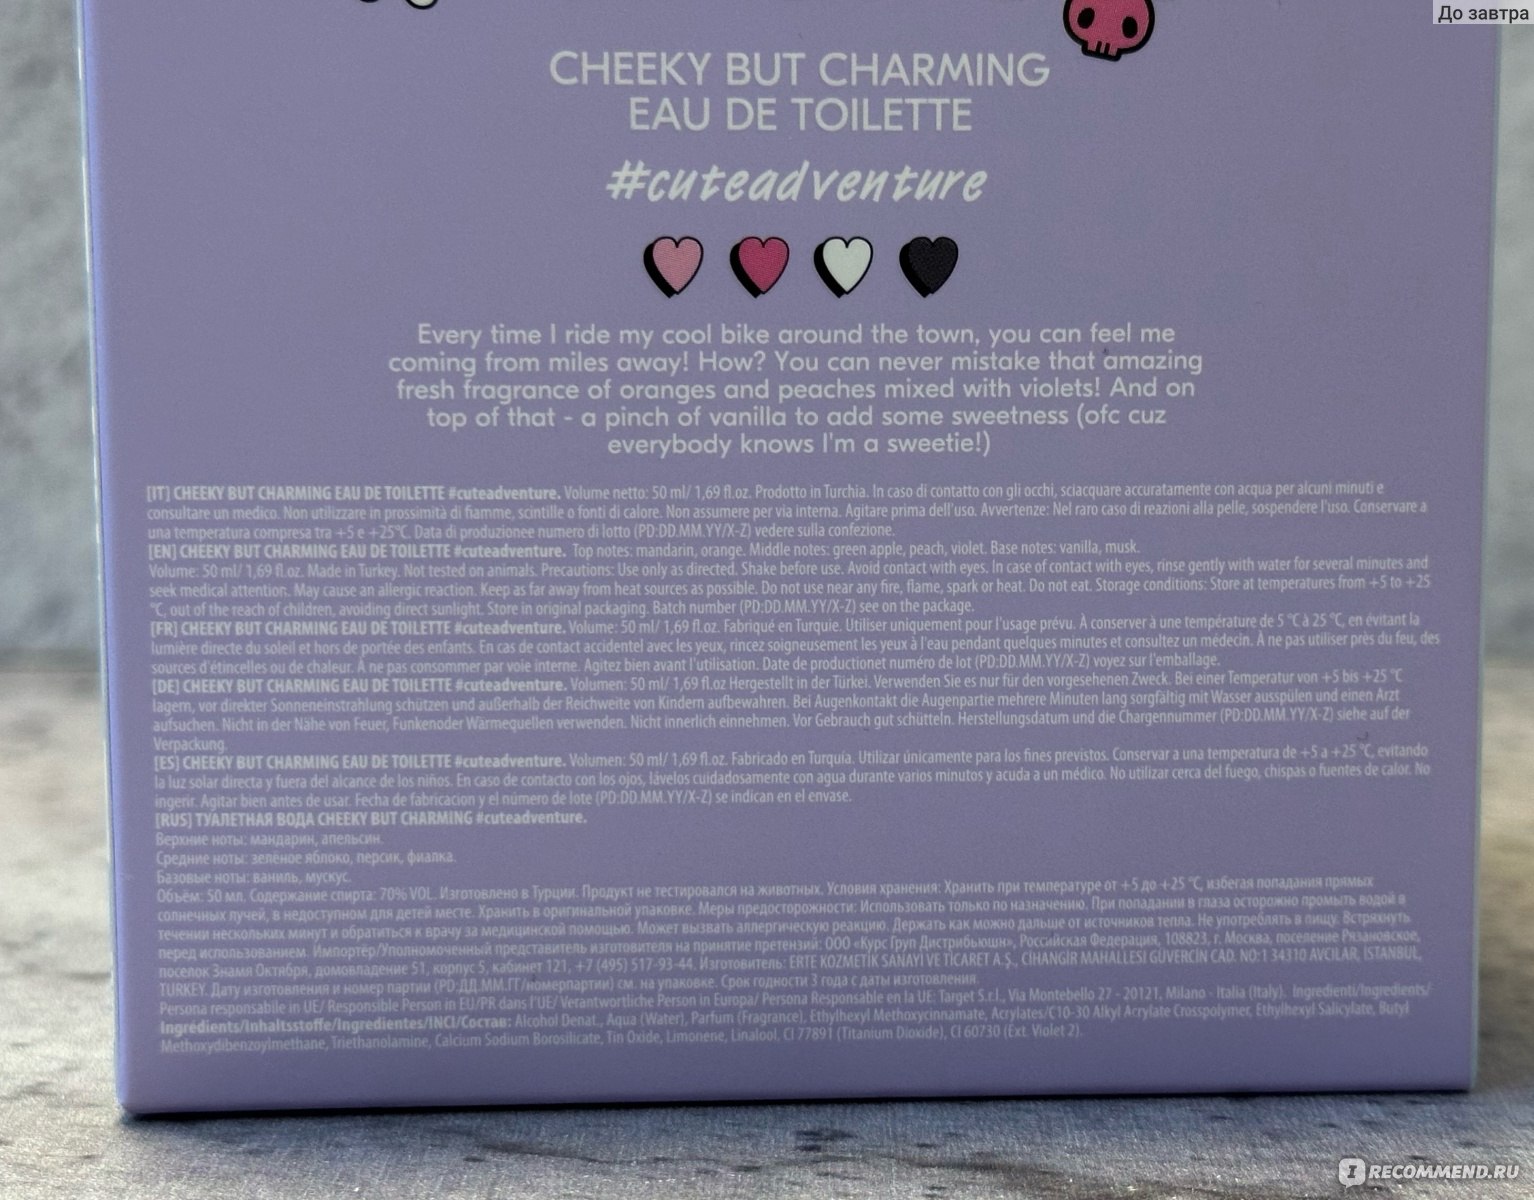 До завтра
CHEEKY BUT CHARMING
EAU DE TOILETTE
#cuteadventure
Every time I ride my cool bike around the town, you can feel me
coming from miles away! How? You can never mistake that amazing
fresh fragrance of oranges and peaches mixed with violets! And on
top of that - a pinch of vanilla to add some sweetness (ofc cuz
everybody knows I'm a sweetie!)
[IT] CHEEKY BUT CHARMING EAU DE TOILETTE #cuteadventure. Volume netto: 50 ml/ 1,69 fl.oz. Prodotto in Turchia. In caso di contatto con gli occhi, sciacquare accuratamente con acqua per alcuni minuti e
consultare un medico. Non utilizzare in prossimità di fiamme, scintille o fonti di calore. Non assumere per via interna. Agitare prima dell'uso. Avvertenze: Nel raro caso di reazioni alla pelle, sospendere l'uso. Conservare a
una temperatura compresa tra +5 e +25°C. Data di produzionee numero di lotto (PD:DD.MM.YY/X-Z) vedere sulla confezione.
[EN] CHEEKY BUT CHARMING EAU DE TOILETTE #cuteadventure. Top notes: mandarin, orange. Middle notes: green apple, peach, violet. Base notes: vanilla, musk.
Volume: 50 ml/ 1,69 fl.oz. Made in Turkey. Not tested on animals. Precautions: Use only as directed. Shake before use. Avoid contact with eyes. In case of contact with eyes, rinse gently with water for several minutes and
seek medical attention. May cause an allergic reaction. Keep as far away from heat sources as possible. Do not use near any fire, flame, spark or heat. Do not eat. Storage conditions: Store at temperatures from +5 to +25
°C, out of the reach of children, avoiding direct sunlight. Store in original packaging. Batch number (PD:DD.MM.YY/X-Z) see on the package.
[FR] CHEEKY BUT CHARMING EAU DE TOILETTE #cuteadventure. Volume: 50 ml/ 1,69 fl.oz. Fabriqué en Turquie. Utiliser uniquement pour l'usage prévu. À conserver à une température de 5 °C à 25 °C, en évitant la
lumière directe du soleil et hors de portée des enfants. En cas de contact accidentel avec les yeux, rincez soigneusement les yeux à l'eau pendant quelques minutes et consultez un médecin. À ne pas utiliser près du feu, des
sources d'étincelles ou de chaleur. À ne pas consommer par voie interne. Agitez bien avant l'utilisation. Date de productionet numéro de lot (PD:DD.MM.YY/X-Z) voyez sur l'emballage.
[DE] CHEEKY BUT CHARMING EAU DE TOILETTE #cuteadventure. Volumen: 50 ml/ 1,69 fl.oz Hergestellt in der Türkei. Verwenden Sie es nur für den vorgesehenen Zweck. Bei einer Temperatur von +5 bis +25 °C
lagern, vor direkter Sonneneinstrahlung schützen und außerhalb der Reichweite von Kindern aufbewahren. Bei Augenkontakt die Augenpartie mehrere Minuten lang sorgfältig mit Wasser ausspülen und einen Arzt
aufsuchen. Nicht in der Nähe von Feuer, Funkenoder Wärmequellen verwenden. Nicht innerlich einnehmen. Vor Gebrauch gut schütteln. Herstellungsdatum und die Chargennummer (PD:DD.MM.YY/X-Z) siehe auf der
Verpackung.
[ES] CHEEKY BUT CHARMING EAU DE TOILETTE #cuteadventure. Volumen: 50 ml/ 1,69 fl.oz. Fabricado en Turquía. Utilizar únicamente para los fines previstos. Conservar a una temperatura de +5 a +25 °C, evitando
la luz solar directa y fuera del alcance de los niños. En caso de contacto con los ojos, lávelos cuidadosamente con agua durante varios minutos y acuda a un médico. No utilizar cerca del fuego, chispas o fuentes de calor. No
ingerir. Agitar bien antes de usar. Fecha de fabricacion y el número de lote (PD:DD.MM.YY/X-Z) se indican en el envase.
[RUS] ТУАЛЕТНАЯ ВОДА CHEEKY BUT CHARMING #cuteadventure.
Верхние ноты: мандарин, апельсин.
Средние ноты: зелёное яблоко, персик, фиалка.
Базовые ноты: ваниль, мускус.
Объём: 50 мл. Содержание спирта: 70% VOL. Изготовлено в Турции. Продукт не тестировался на животных. Условия хранения: Хранить при температуре от +5 до +25 °C, избегая попадания прямых
солнечных лучей, в недоступном для детей месте. Хранить в оригинальной упаковке. Меры предосторожности: Использовать только по назначению. При попадании в глаза осторожно промыть водой в
течении нескольких минут и обратиться к врачу за медицинской помощью. Может вызвать аллергическую реакцию. Держать как можно дальше от источников тепла. Не употреблять в пищу. Встряхнуть
перед использованием. Импортёр/Уполномоченный представитель изготовителя на принятие претензий: ООО «Курс Груп Дистрибьюшн», Российская Федерация, 108823, г. Москва, поселение Рязановское,
поселок Знамя Октября, домовладение 51, корпус 5, кабинет 121, +7 (495) 517-93-44. Изготовитель: ERTE KOZMETİK SANAYİ VE TİCARET A.Ş., CİHANGİR MAHALLESİ GÜVERCİN CAD. NO:1 34310 AVCILAR, İSTANBUL,
TURKEY. Дату изготовления и номер партии (PD:ДД.ММ.ГГ/номерпартии) см. на упаковке. Срок годности 3 года с даты изготовления.
Persona responsabile in UE/ Responsible Person in EU/PR dans l'UE/ Verantwortliche Person in Europa/ Persona Responsable en la UE: Target S.r.l., Via Montebello 27 - 20121, Milano - Italia (Italy). Ingredienti/Ingredients/
Ingrédients/Inhaltsstoffe/Ingredientes/INCI/Состав: Alcohol Denat., Aqua (Water), Parfum (Fragrance), Ethylhexyl Methoxycinnamate, Acrylates/C10-30 Alkyl Acrylate Crosspolymer, Ethylhexyl Salicylate, Butyl
Methoxydibenzoylmethane, Triethanolamine, Calcium Sodium Borosilicate, Tin Oxide, Limonene, Linalool, CI 77891 (Titanium Dioxide), CI 60730 (Ext. Violet 2).
RECOMMEND.RU